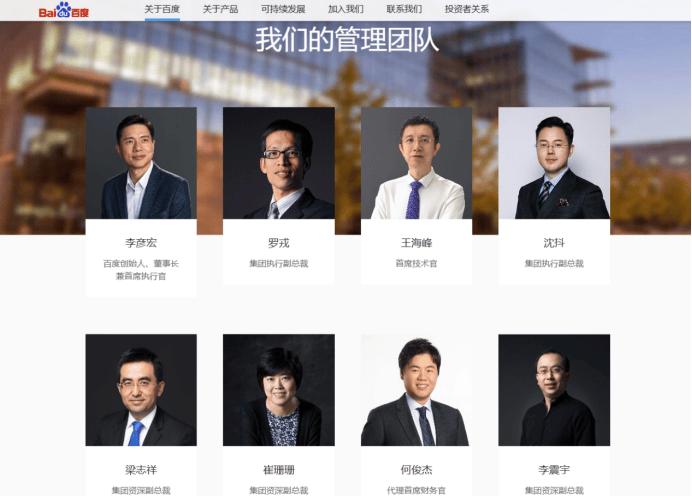 Bai du 百度
关于百度
关于产品
可持续发展
加入我们
联系我们
投资者关系
我们的管理团队
李彦宏
百度创始人、董事长
兼首席执行官
罗戎
集团执行副总裁
王海峰
首席技术官
沈抖
集团执行副总裁
梁志祥
集团资深副总裁
崔珊珊
集团资深副总裁
何俊杰
代理首席财务官
李震宇
集团资深副总裁